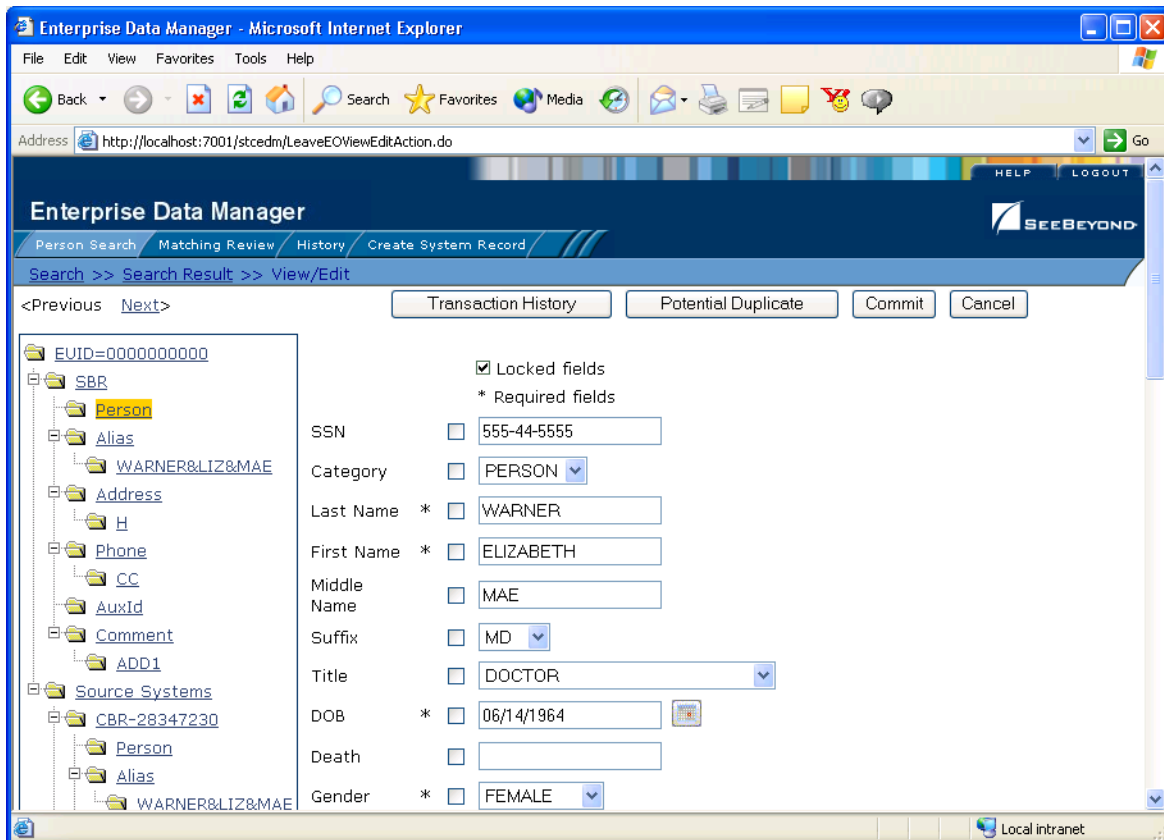 Enterprise Data Manager - Microsoft Internet Explorer
File Edit View Favorites Tools Help
Back Search Favorites Media
Address http://localhost:7001/stcedm/LeaveEOViewEditAction.do Go
HELP LOGOUT
Enterprise Data Manager
SEEBEYOND
Person Search Matching Review History Create System Record
Search >> Search Result >> View/Edit
<Previous Next> Transaction History Potential Duplicate Commit Cancel
EUID=0000000000
SBR
Person
Alias
WARNER&LIZ&MAE
Address
H
Phone
CC
AuxId
Comment
ADD1
Source Systems
CBR-28347230
Person
Alias
WARNER&LIZ&MAE
Locked fields
* Required fields
SSN 555-44-5555
Category PERSON
Last Name * WARNER
First Name * ELIZABETH
Middle
Name MAE
Suffix MD
Title DOCTOR
DOB * 06/14/1964
Death
Gender * FEMALE
Local intranet